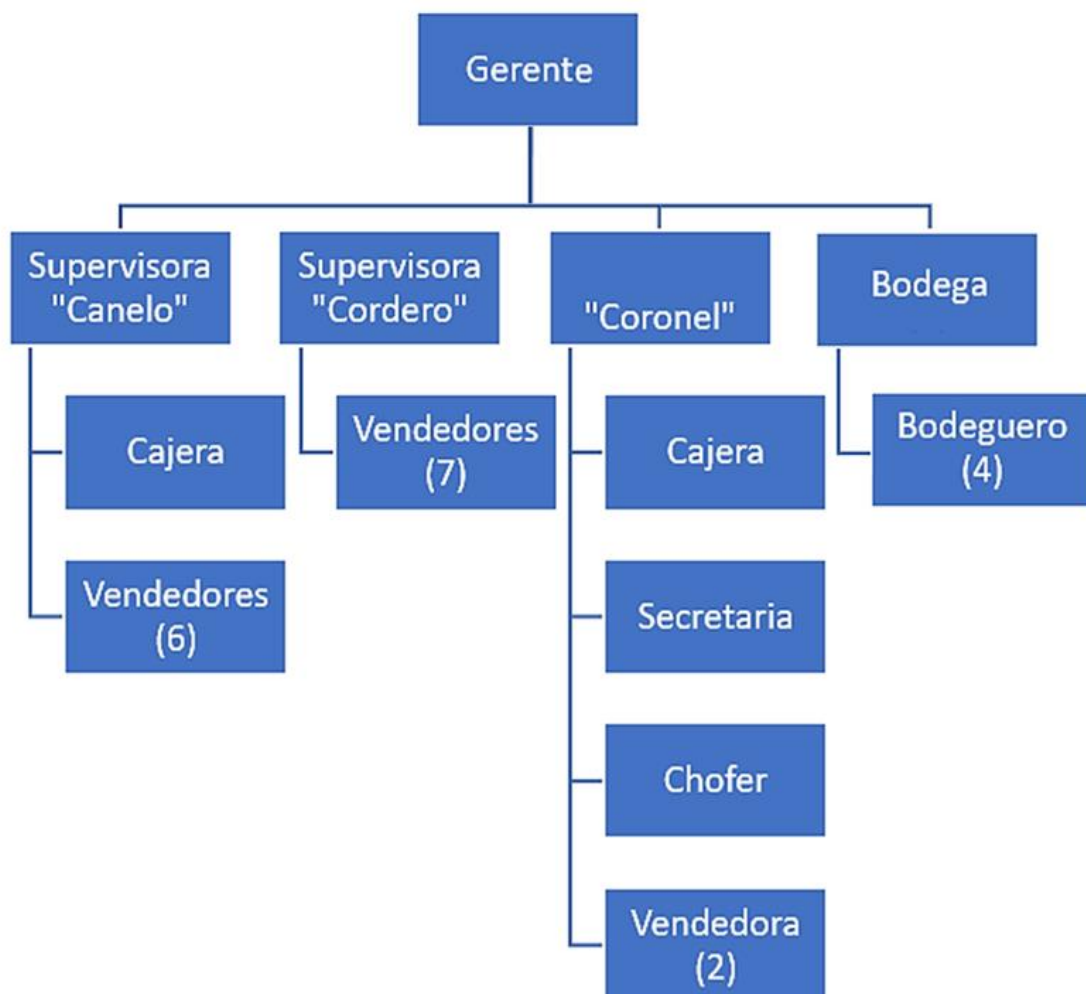 Gerente
Supervisora
"Canelo"
Supervisora
"Cordero"
"Coronel"
Bodega
Cajera
Vendedores
(6)
Vendedores
(7)
Cajera
Secretaria
Chofer
Vendedora
(2)
Bodeguero
(4)